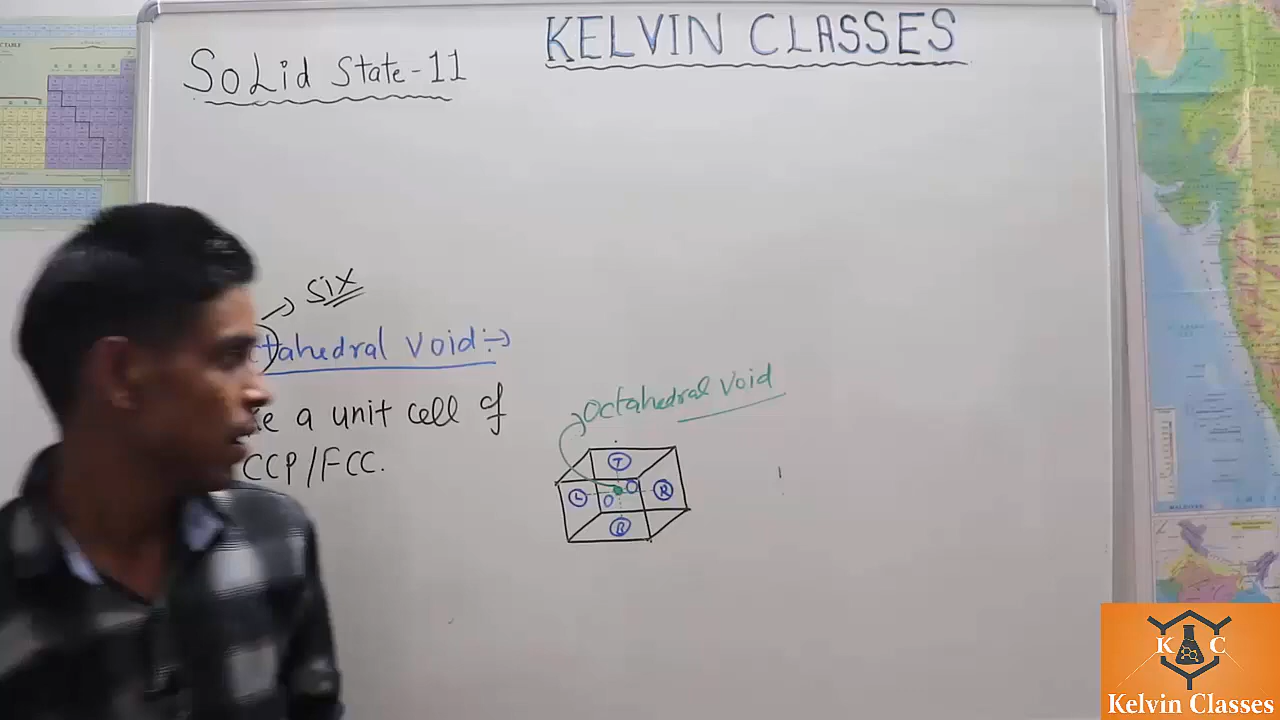 KELVIN CLASSES
Solid State-11
six
tahedral void:→
a unit cell of
CCP/FCC.
Octahedral void
T
L
O
O
R
B
K C
Kelvin Classes